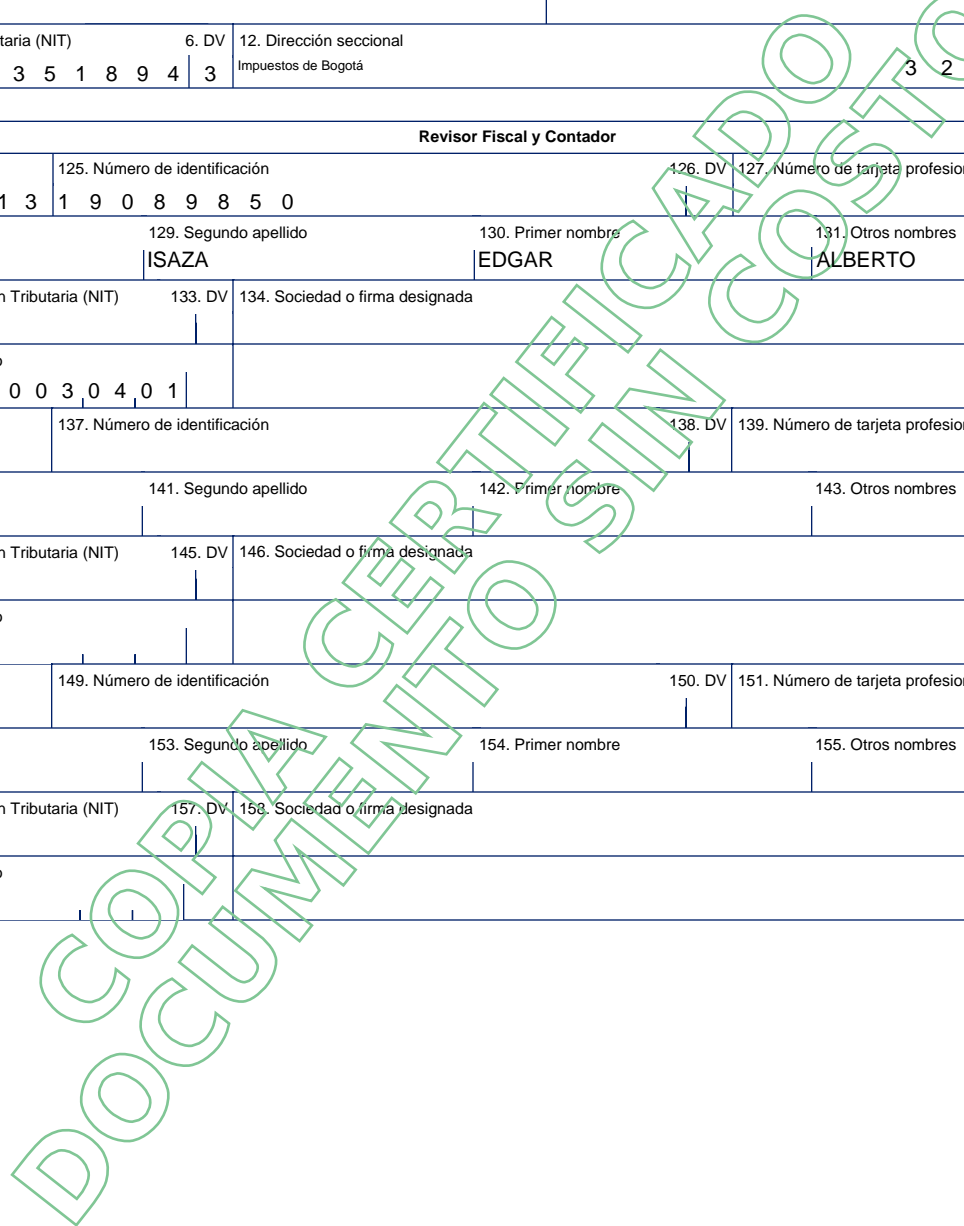 taria (NIT) 6. DV 12. Dirección seccional
3 5 1 8 9 4 3 Impuestos de Bogotá 3 2
Revisor Fiscal y Contador
125. Número de identificación 126. DV 127. Número de tarjeta profesion
1 3 1 9 0 8 9 8 5 0
129. Segundo apellido 130. Primer nombre 131. Otros nombres
ISAZA EDGAR ALBERTO
n Tributaria (NIT) 133. DV 134. Sociedad o firma designada
o
0 0 3 0 4 0 1
137. Número de identificación 138. DV 139. Número de tarjeta profesion
141. Segundo apellido 142. Primer nombre 143. Otros nombres
n Tributaria (NIT) 145. DV 146. Sociedad o firma designada
o
149. Número de identificación 150. DV 151. Número de tarjeta profesion
153. Segundo apellido 154. Primer nombre 155. Otros nombres
n Tributaria (NIT) 157. DV 158. Sociedad o firma designada
o
COPIA CERTIFICADO
DOCUMENTO SIN COSTO